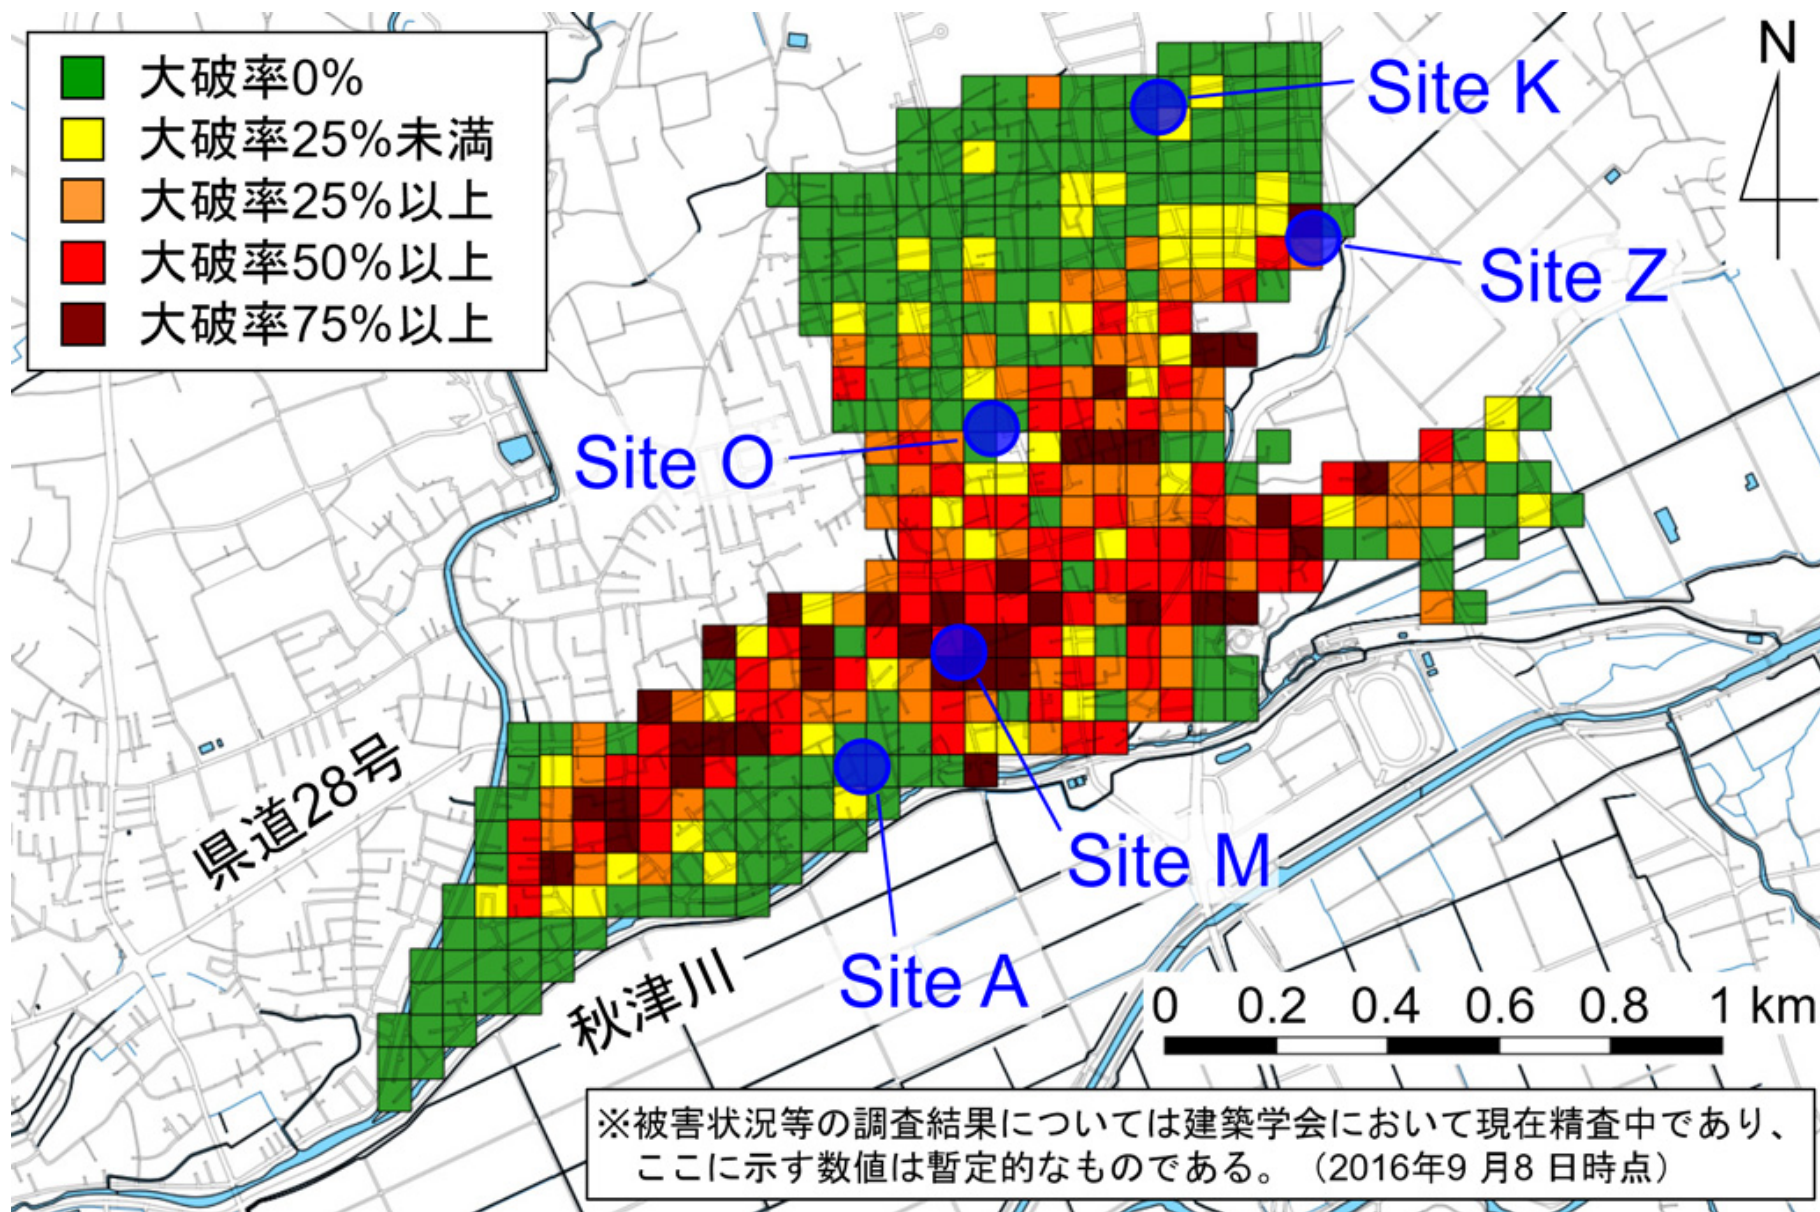 大破率0%
大破率25%未満
大破率25%以上
大破率50%以上
大破率75%以上
N
Site K
Site Z
Site O
Site M
Site A
県道28号
秋津川
0 0.2 0.4 0.6 0.8 1 km
※被害状況等の調査結果については建築学会において現在精査中であり、
ここに示す数値は暫定的なものである。（2016年9月8日時点）